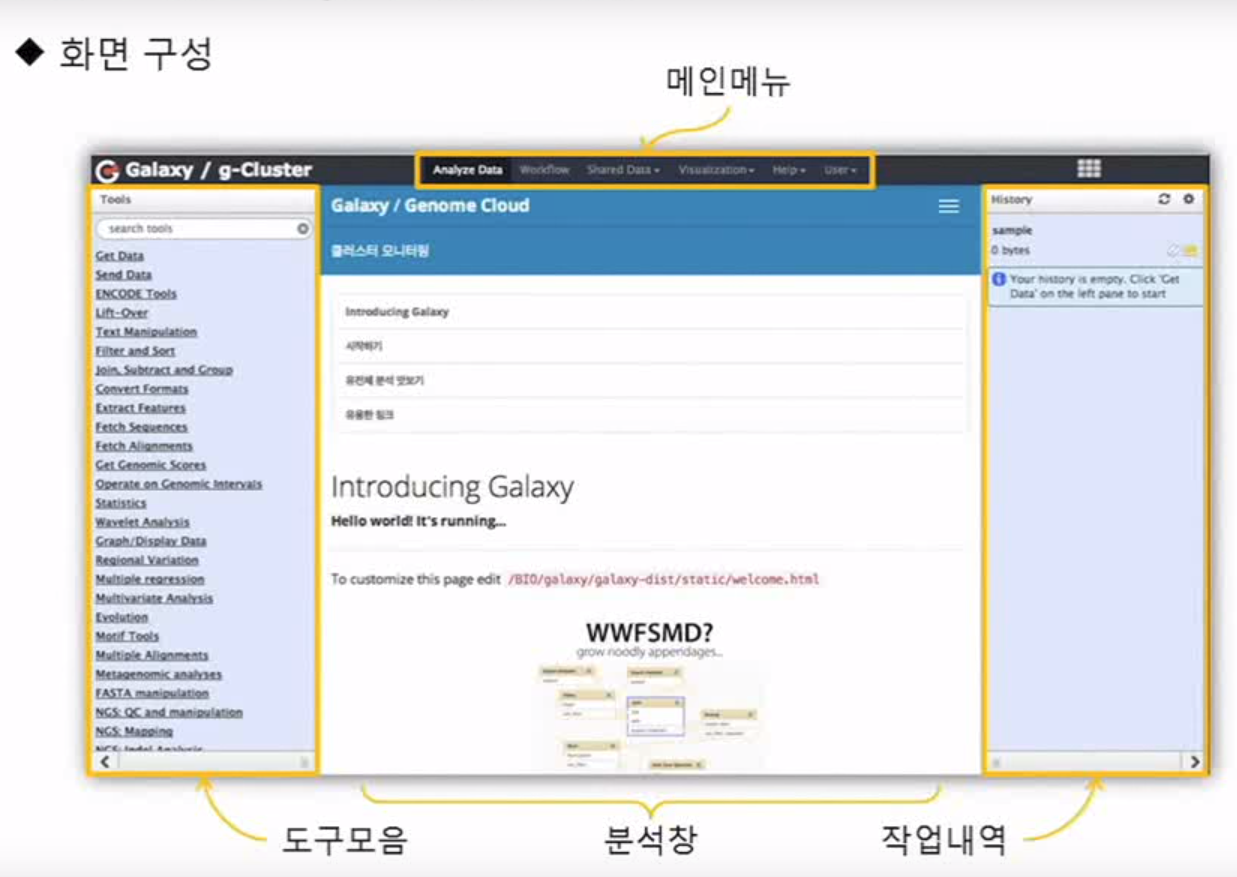 ◆ 화면 구성
메인메뉴
Galaxy / g-Cluster
Analyze Data Workflow Shared Data Visualization Help User
Tools
search tools
Get Data
Send Data
ENCODE Tools
Lift-Over
Text Manipulation
Filter and Sort
Join, Subtract and Group
Convert Formats
Extract Features
Fetch Sequences
Fetch Alignments
Get Genomic Scores
Operate on Genomic Intervals
Statistics
Wavelet Analysis
Graph/Display Data
Regional Variation
Multiple regression
Multivariate Analysis
Evolution
Motif Tools
Multiple Alignments
Metagenomic analyses
FASTA manipulation
NGS: QC and manipulation
NGS: Mapping
NGS: Indel Analysis
Galaxy / Genome Cloud
클러스터 모니터링
Introducing Galaxy
시작하기
유전체 분석 맛보기
유용한 링크
Introducing Galaxy
Hello world! It's running...
To customize this page edit /BIO/galaxy/galaxy-dist/static/welcome.html
WWFSMD?
grow noodly appendages...
History
sample
0 bytes
Your history is empty. Click 'Get
Data' on the left pane to start
도구모음
분석창
작업내역